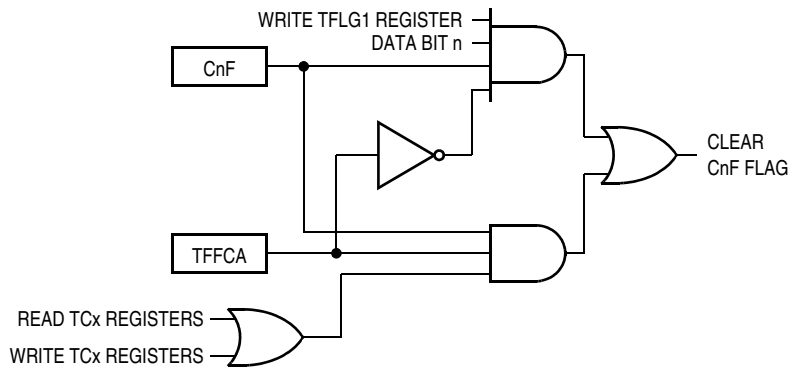 WRITE TFLG1 REGISTER
DATA BIT n
CnF
CLEAR
CnF FLAG
TFFCA
READ TCx REGISTERS
WRITE TCx REGISTERS